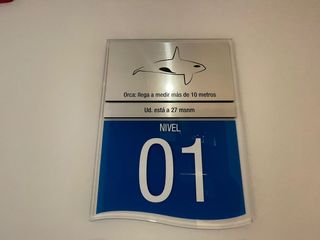 Orca: llega a medir más de 10 metros
Ud. está a 27 msnm
NIVEL
01